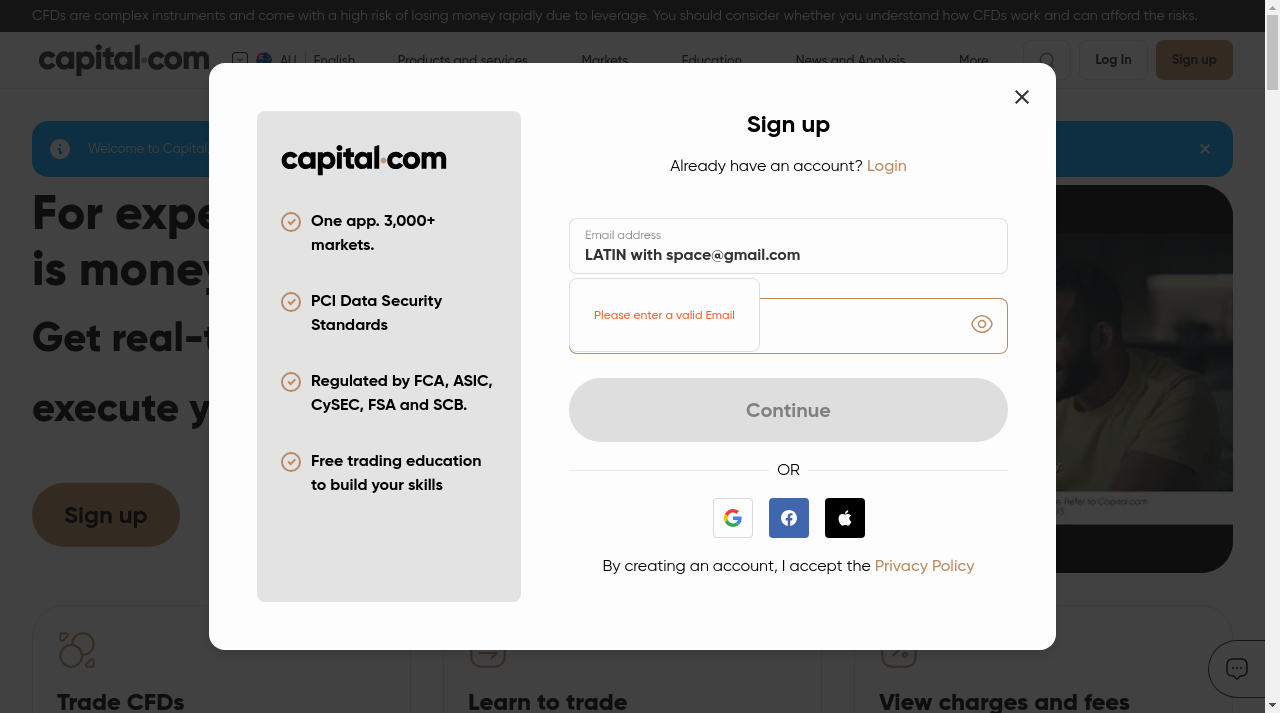 CFDs are complex instruments and come with a high risk of losing money rapidly due to leverage. You should consider whether you understand how CFDs work and can afford the risks.
capital.com
AU English Products and services Markets Education News and Analysis More Log In Sign up
Welcome to Capital.
For expe
is money
Get real-t
execute y
Sign up
capital.com
One app. 3,000+
markets.
PCI Data Security
Standards
Regulated by FCA, ASIC,
CySEC, FSA and SCB.
Free trading education
to build your skills
Sign up
Already have an account? Login
Email address
LATIN with space@gmail.com
Please enter a valid Email
Continue
OR
By creating an account, I accept the Privacy Policy
Refer to Capital.com
Trade CFDs
Learn to trade
View charges and fees